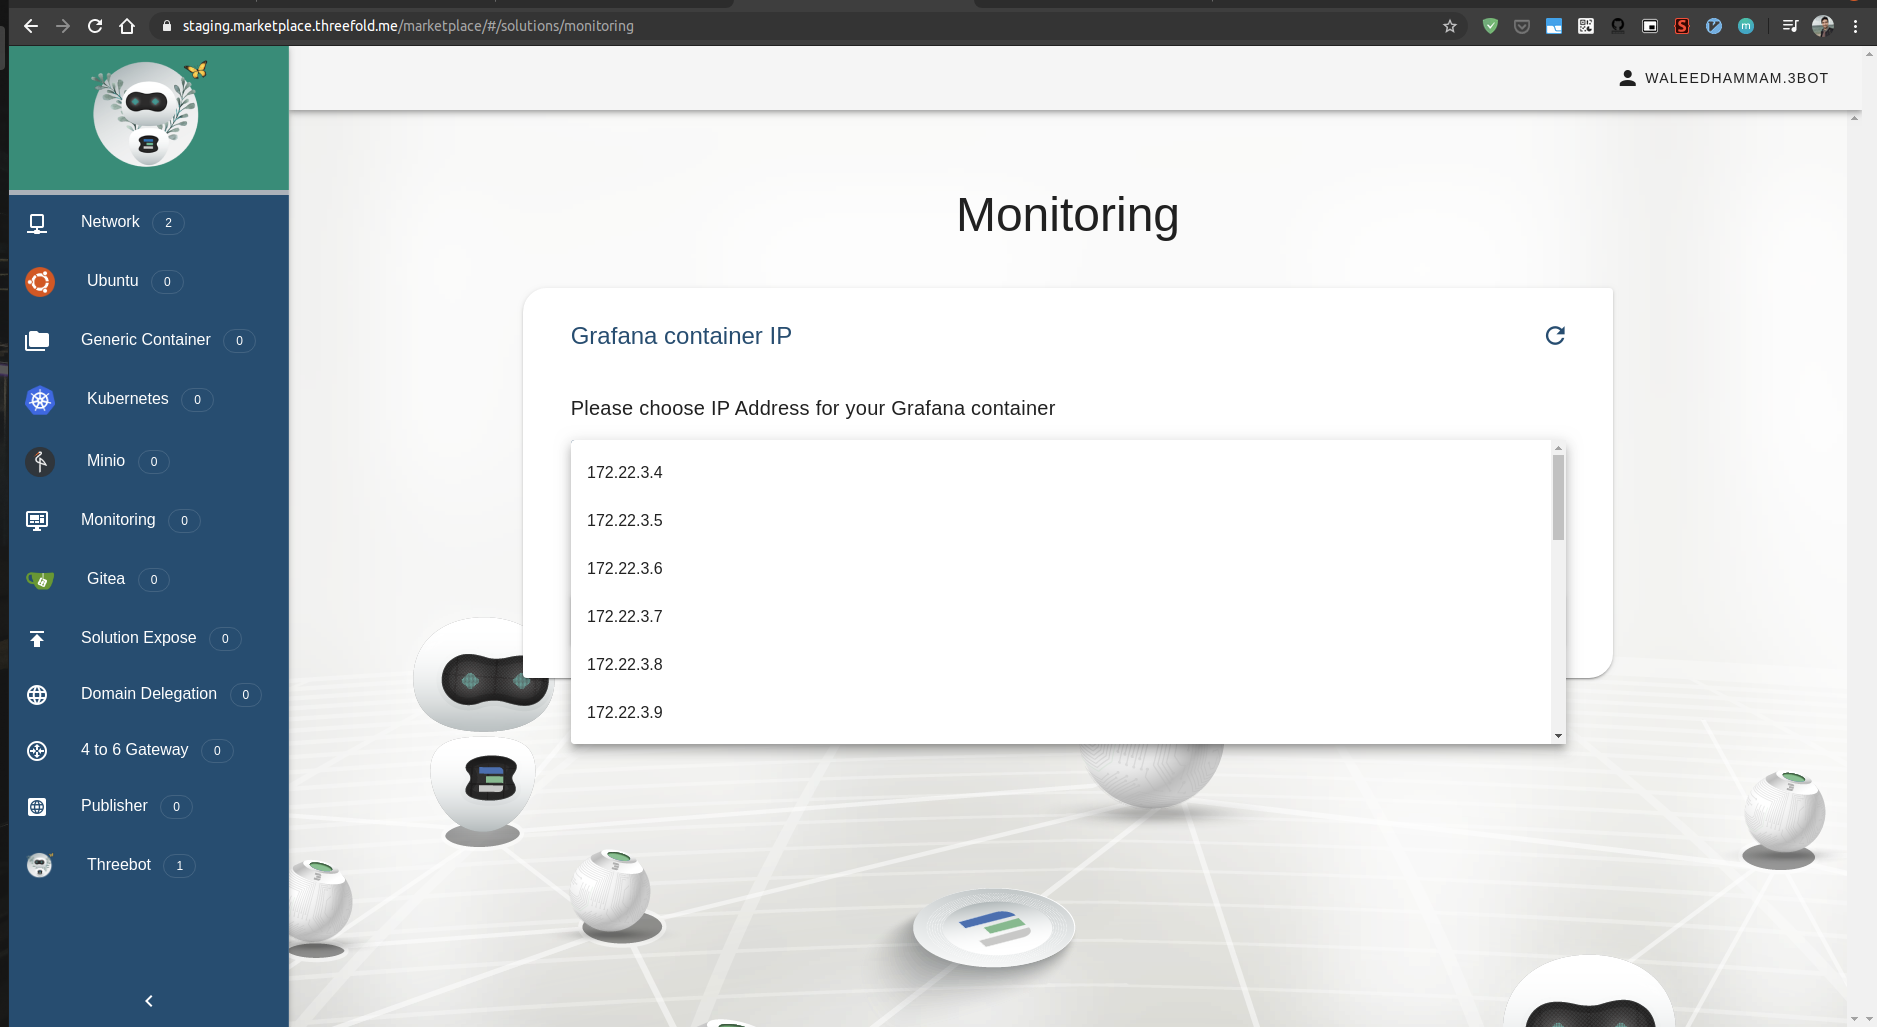 staging.marketplace.threefold.me/marketplace/#/solutions/monitoring
WALEEDHAMMAM.3BOT
Network 2
Ubuntu 0
Generic Container 0
Kubernetes 0
Minio 0
Monitoring 0
Gitea 0
Solution Expose 0
Domain Delegation 0
4 to 6 Gateway 0
Publisher 0
Threebot 1
Monitoring
Grafana container IP
Please choose IP Address for your Grafana container
172.22.3.4
172.22.3.5
172.22.3.6
172.22.3.7
172.22.3.8
172.22.3.9